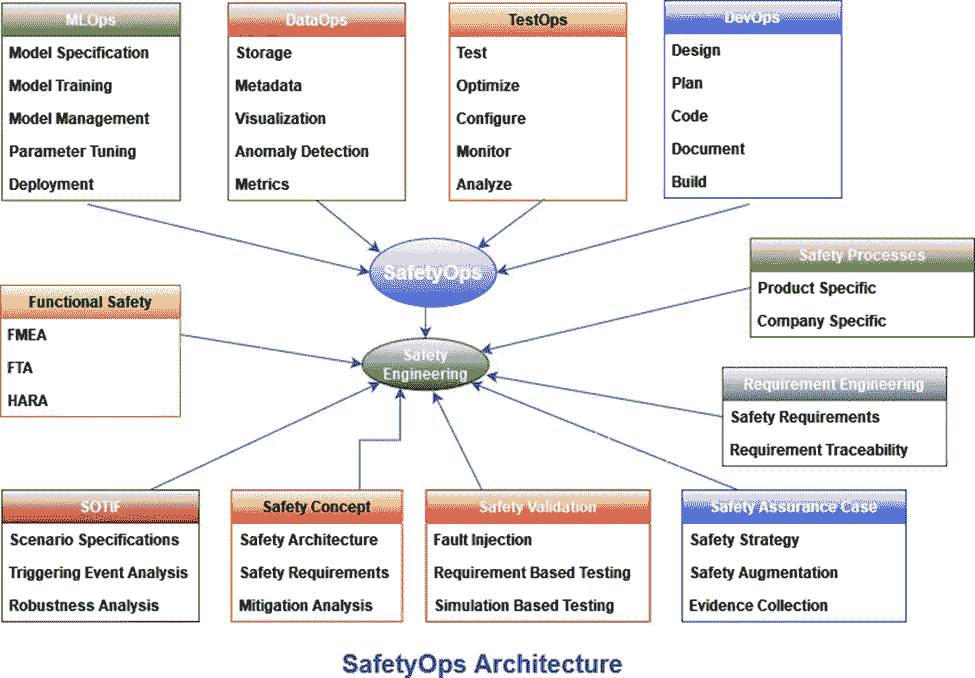 MLOps
Model Specification
Model Training
Model Management
Parameter Tuning
Deployment
DataOps
Storage
Metadata
Visualization
Anomaly Detection
Metrics
TestOps
Test
Optimize
Configure
Monitor
Analyze
DevOps
Design
Plan
Code
Document
Build
SafetyOps
Safety Processes
Product Specific
Company Specific
Functional Safety
FMEA
FTA
HARA
Safety
Engineering
Requirement Engineering
Safety Requirements
Requirement Traceability
SOTIF
Scenario Specifications
Triggering Event Analysis
Robustness Analysis
Safety Concept
Safety Architecture
Safety Requirements
Mitigation Analysis
Safety Validation
Fault Injection
Requirement Based Testing
Simulation Based Testing
Safety Assurance Case
Safety Strategy
Safety Augmentation
Evidence Collection
SafetyOps Architecture